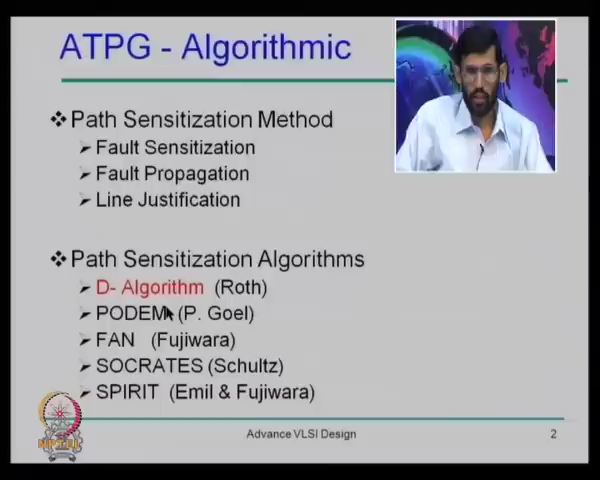 ATPG - Algorithmic
Path Sensitization Method
Fault Sensitization
Fault Propagation
Line Justification
Path Sensitization Algorithms
D- Algorithm (Roth)
PODEM (P. Goel)
FAN (Fujiwara)
SOCRATES (Schultz)
SPIRIT (Emil & Fujiwara)
NPTEL
Advance VLSI Design
2